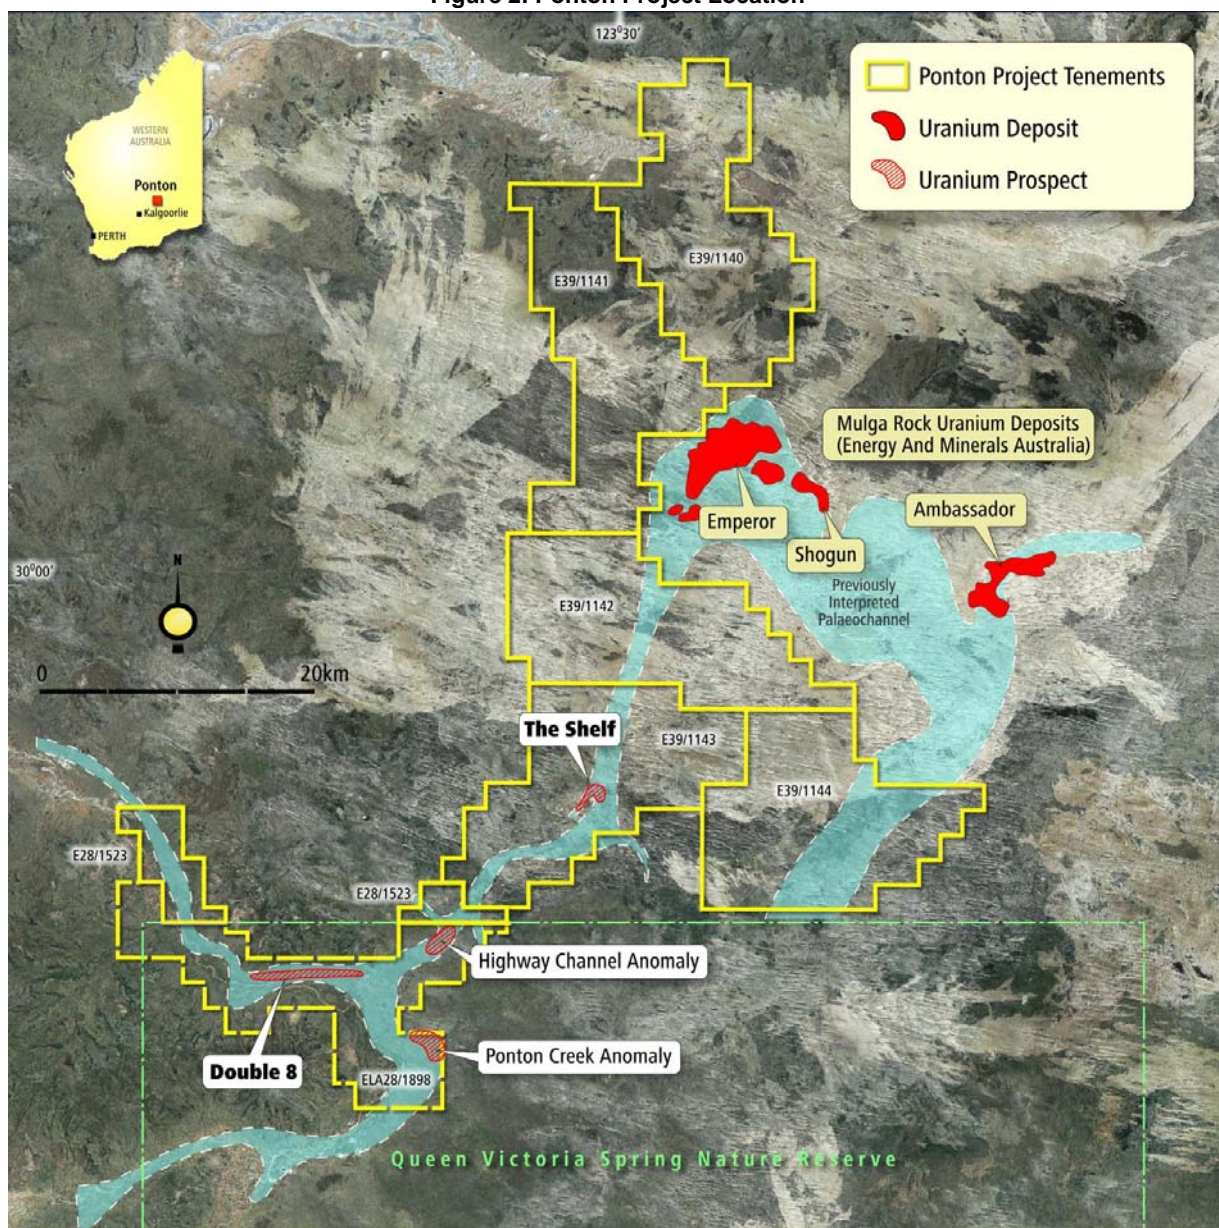 Figure 2: Ponton Project Location
123°30'
Ponton Project Tenements
Uranium Deposit
Uranium Prospect
WESTERN
AUSTRALIA
Ponton
Kalgoorlie
PERTH
E39/1141
E39/1140
Mulga Rock Uranium Deposits
(Energy And Minerals Australia)
Emperor
Shogun
Ambassador
30°00'
N
Previously
Interpreted
Palaeochannel
E39/1142
0
20km
The Shelf
E39/1143
E39/1144
E28/1523
E28/1523
Highway Channel Anomaly
Ponton Creek Anomaly
Double 8
ELA28/1898
Queen Victoria Spring Nature Reserve